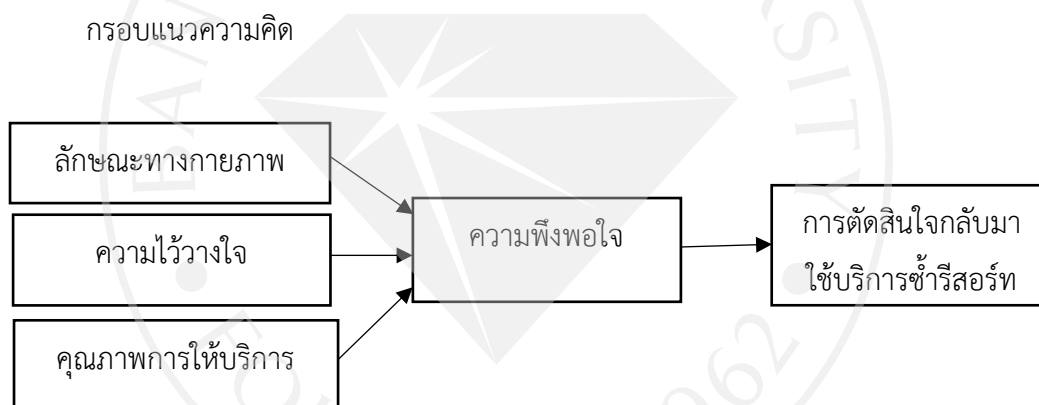 กรอบแนวความคิด
ลักษณะทางกายภาพ
ความไว้วางใจ
คุณภาพการให้บริการ
ความพึงพอใจ
การตัดสินใจกลับมา
ใช้บริการซ้ำรีสอร์ท